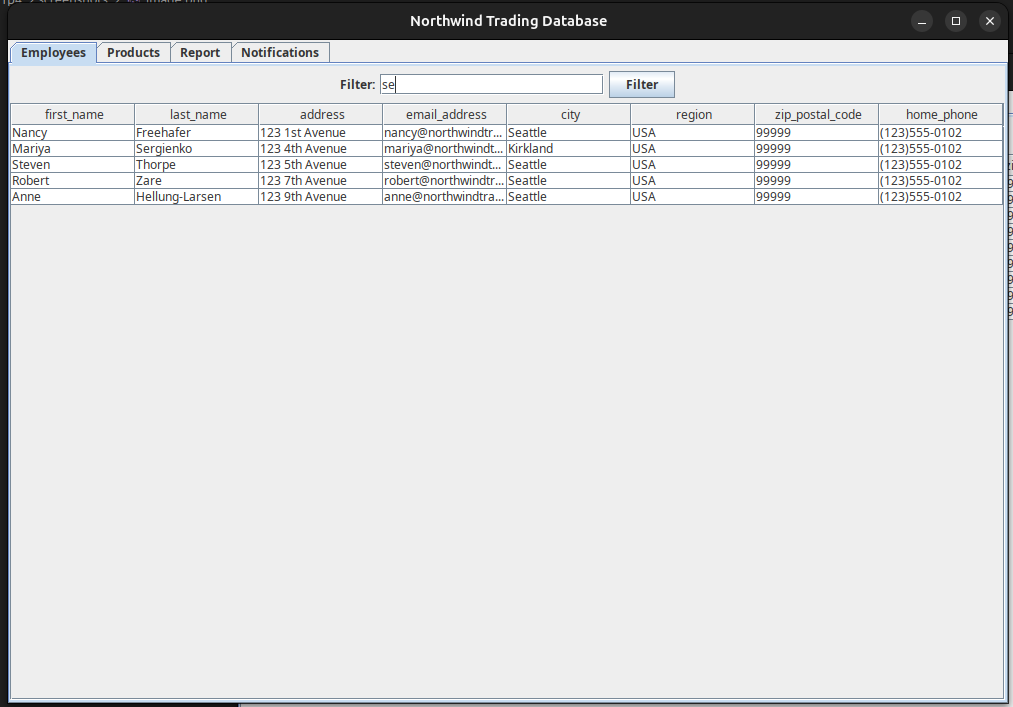 Northwind Trading Database
Employees Products Report Notifications
Filter: se Filter
first_name last_name address email_address city region zip_postal_code home_phone
Nancy Freehafer 123 1st Avenue nancy@northwindtr... Seattle USA 99999 (123)555-0102
Mariya Sergienko 123 4th Avenue mariya@northwindt... Kirkland USA 99999 (123)555-0102
Steven Thorpe 123 5th Avenue steven@northwindt... Seattle USA 99999 (123)555-0102
Robert Zare 123 7th Avenue robert@northwindtr... Seattle USA 99999 (123)555-0102
Anne Hellung-Larsen 123 9th Avenue anne@northwindtra... Seattle USA 99999 (123)555-0102